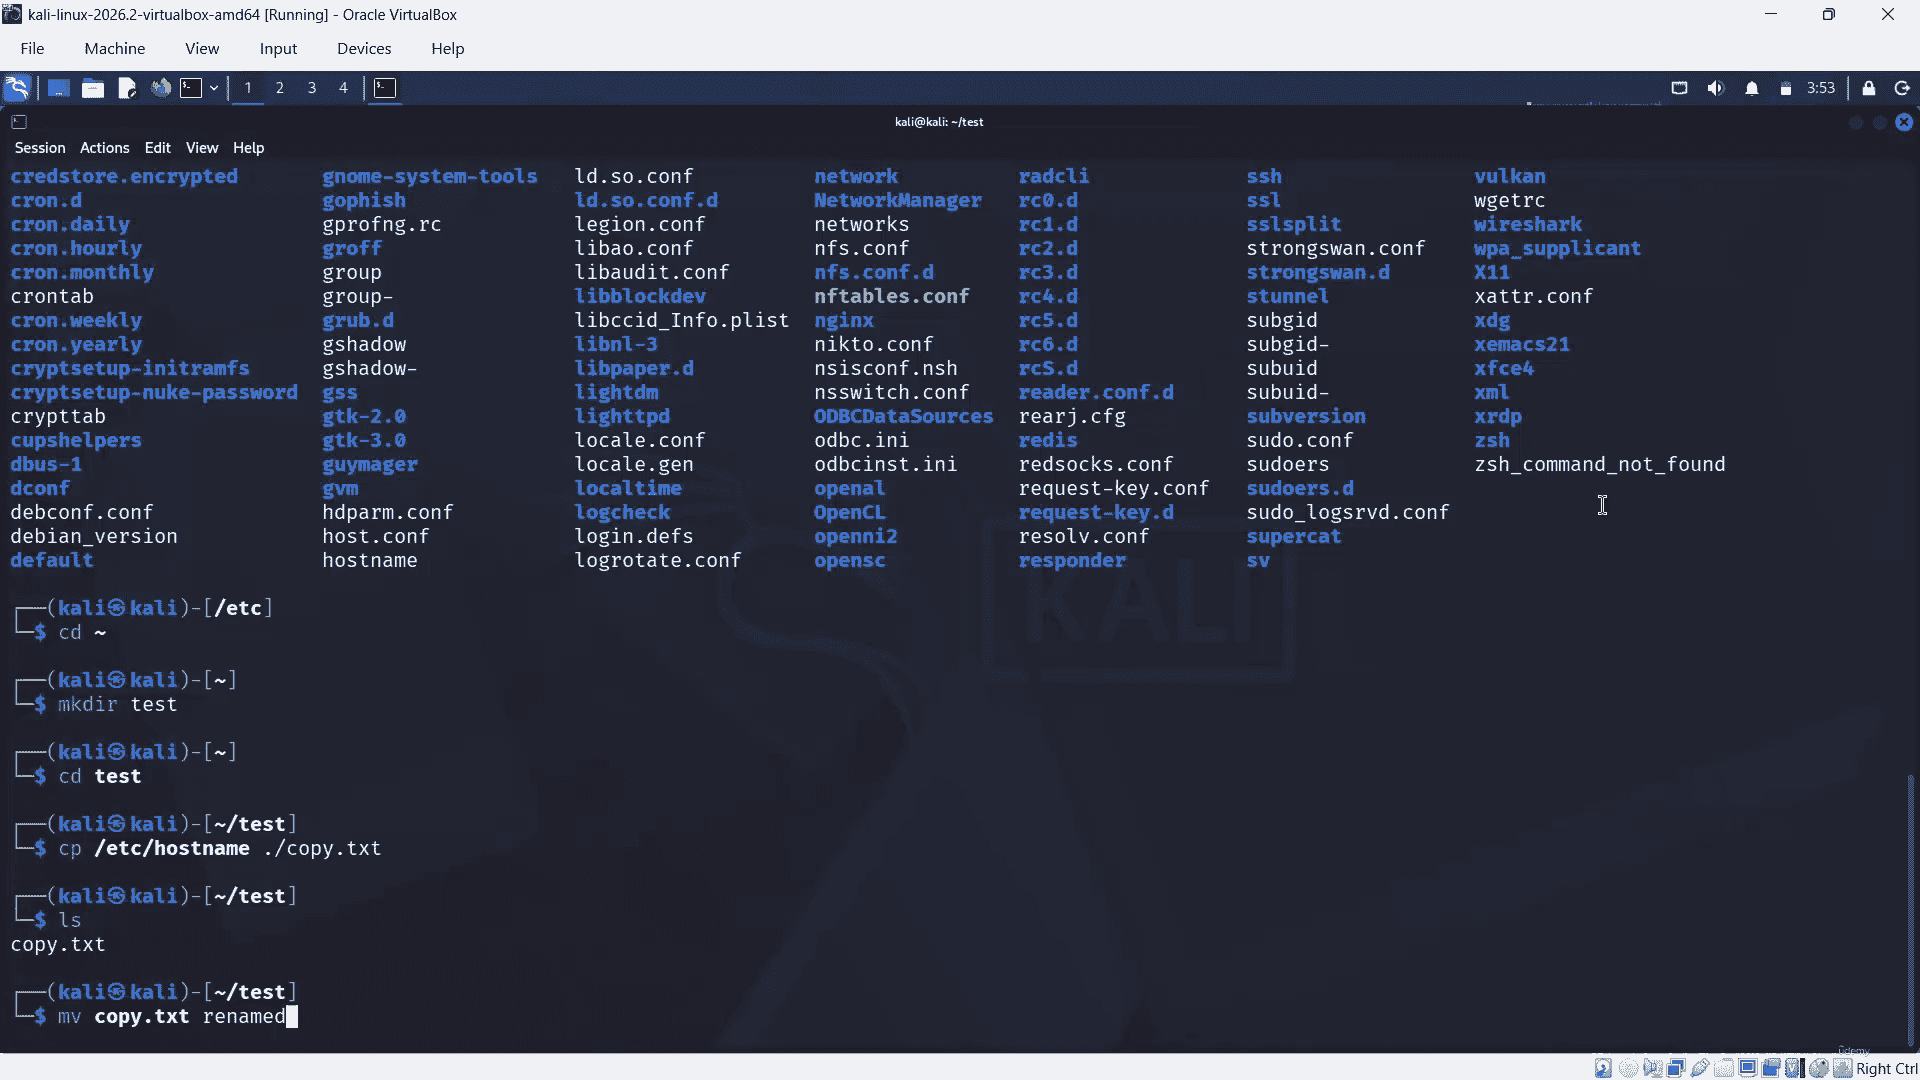 kali-linux-2026.2-virtualbox-amd64 [Running] - Oracle VirtualBox
File Machine View Input Devices Help
1 2 3 4 3:53
kali@kali: ~/test
Session Actions Edit View Help
credstore.encrypted gnome-system-tools ld.so.conf network radcli ssh vulkan
cron.d gophish ld.so.conf.d NetworkManager rc0.d ssl wgetrc
cron.daily gprofng.rc legion.conf networks rc1.d sslsplit wireshark
cron.hourly groff libao.conf nfs.conf rc2.d strongswan.conf wpa_supplicant
cron.monthly group libaudit.conf nfs.conf.d rc3.d strongswan.d X11
crontab group- libblockdev nftables.conf rc4.d stunnel xattr.conf
cron.weekly grub.d libccid_Info.plist nginx rc5.d subgid xdg
cron.yearly gshadow libnl-3 nikto.conf rc6.d subgid- xemacs21
cryptsetup-initramfs gshadow- libpaper.d nsisconf.nsh rcS.d subuid xfce4
cryptsetup-nuke-password gss lightdm nsswitch.conf reader.conf.d subuid- xml
crypttab gtk-2.0 lighttpd ODBCDataSources rearj.cfg subversion xrdp
cupshelpers gtk-3.0 locale.conf odbc.ini redis sudo.conf zsh
dbus-1 guymager locale.gen odbcinst.ini redsocks.conf sudoers zsh_command_not_found
dconf gvm localtime openal request-key.conf sudoers.d
debconf.conf hdparm.conf logcheck OpenCL request-key.d sudo_logsrvd.conf
debian_version host.conf login.defs openni2 resolv.conf supercat
default hostname logrotate.conf opensc responder sv
┌──(kali㉿kali)-[/etc]
└─$ cd ~
┌──(kali㉿kali)-[~]
└─$ mkdir test
┌──(kali㉿kali)-[~]
└─$ cd test
┌──(kali㉿kali)-[~/test]
└─$ cp /etc/hostname ./copy.txt
┌──(kali㉿kali)-[~/test]
└─$ ls
copy.txt
┌──(kali㉿kali)-[~/test]
└─$ mv copy.txt renamed
KALI
udemy
Right Ctrl